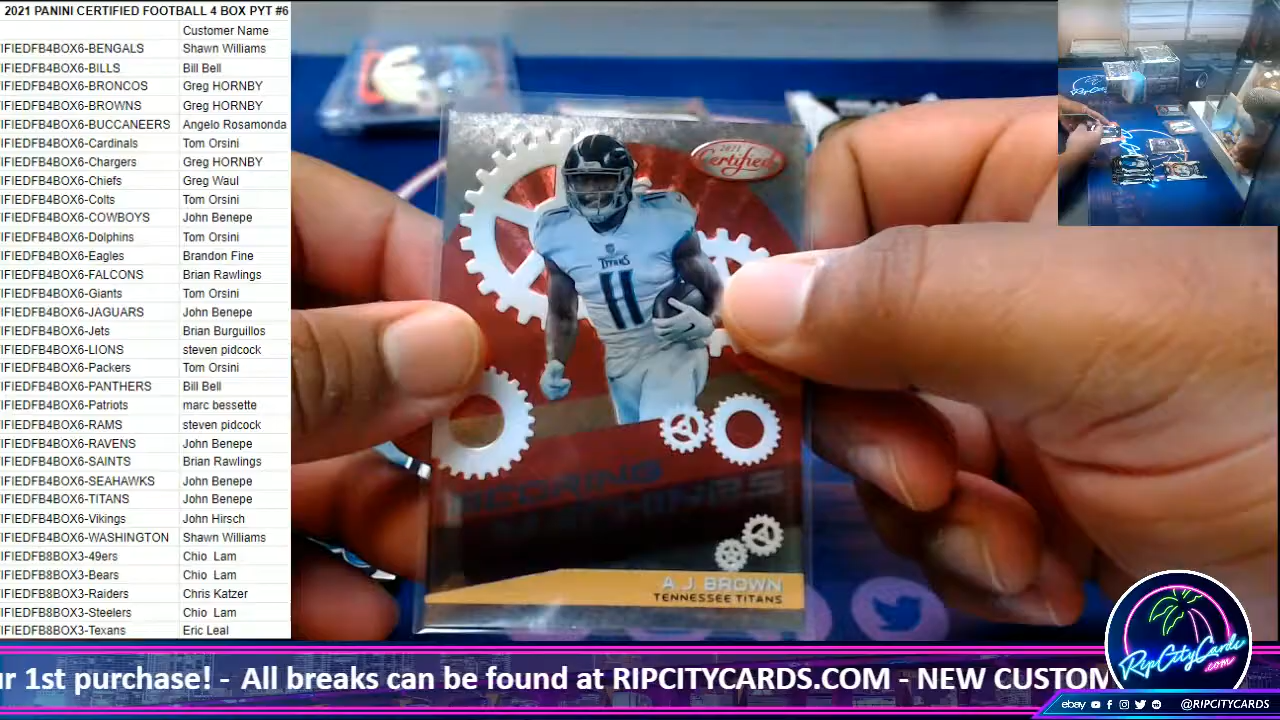 2021 PANINI CERTIFIED FOOTBALL 4 BOX PYT #6
Customer Name
IFIEDFB4BOX6-BENGALS Shawn Williams
IFIEDFB4BOX6-BILLS Bill Bell
IFIEDFB4BOX6-BRONCOS Greg HORNBY
IFIEDFB4BOX6-BROWNS Greg HORNBY
IFIEDFB4BOX6-BUCCANEERS Angelo Rosamonda
IFIEDFB4BOX6-Cardinals Tom Orsini
IFIEDFB4BOX6-Chargers Greg HORNBY
IFIEDFB4BOX6-Chiefs Greg Waul
IFIEDFB4BOX6-Colts Tom Orsini
IFIEDFB4BOX6-COWBOYS John Benepe
IFIEDFB4BOX6-Dolphins Tom Orsini
IFIEDFB4BOX6-Eagles Brandon Fine
IFIEDFB4BOX6-FALCONS Brian Rawlings
IFIEDFB4BOX6-Giants Tom Orsini
IFIEDFB4BOX6-JAGUARS John Benepe
IFIEDFB4BOX6-Jets Brian Burguillos
IFIEDFB4BOX6-LIONS steven pidcock
IFIEDFB4BOX6-Packers Tom Orsini
IFIEDFB4BOX6-PANTHERS Bill Bell
IFIEDFB4BOX6-Patriots marc bessette
IFIEDFB4BOX6-RAMS steven pidcock
IFIEDFB4BOX6-RAVENS John Benepe
IFIEDFB4BOX6-SAINTS Brian Rawlings
IFIEDFB4BOX6-SEAHAWKS John Benepe
IFIEDFB4BOX6-TITANS John Benepe
IFIEDFB4BOX6-Vikings John Hirsch
IFIEDFB4BOX6-WASHINGTON Shawn Williams
IFIEDFB8BOX3-49ers Chio Lam
IFIEDFB8BOX3-Bears Chio Lam
IFIEDFB8BOX3-Raiders Chris Katzer
IFIEDFB8BOX3-Steelers Chio Lam
IFIEDFB8BOX3-Texans Eric Leal
2021
Certified
TITANS
11
SCORING
MACHINES
A.J. BROWN
TENNESSEE TITANS
r 1st purchase! - All breaks can be found at RIPCITYCARDS.COM - NEW CUSTOM
RipCityCards
.com
ebay @RIPCITYCARDS